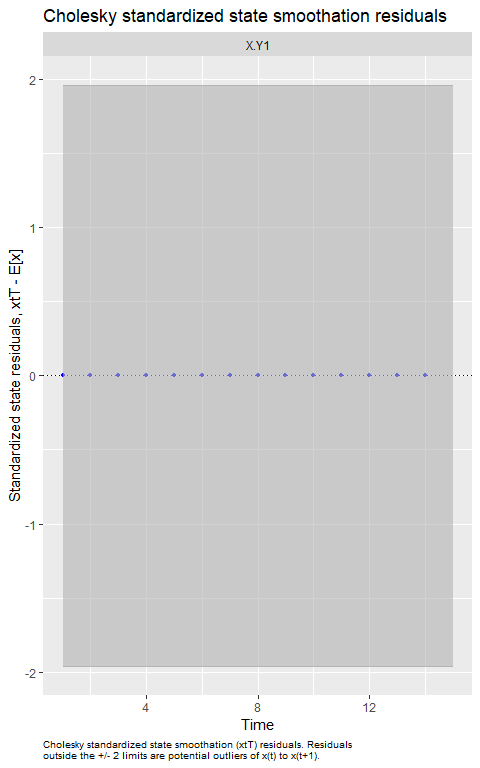 Cholesky standardized state smoothation residuals
X.Y1
2
1
0
-1
-2
Standardized state residuals, xtT - E[x]
4 8 12
Time
Cholesky standardized state smoothation (xtT) residuals. Residuals
outside the +/- 2 limits are potential outliers of x(t) to x(t+1).